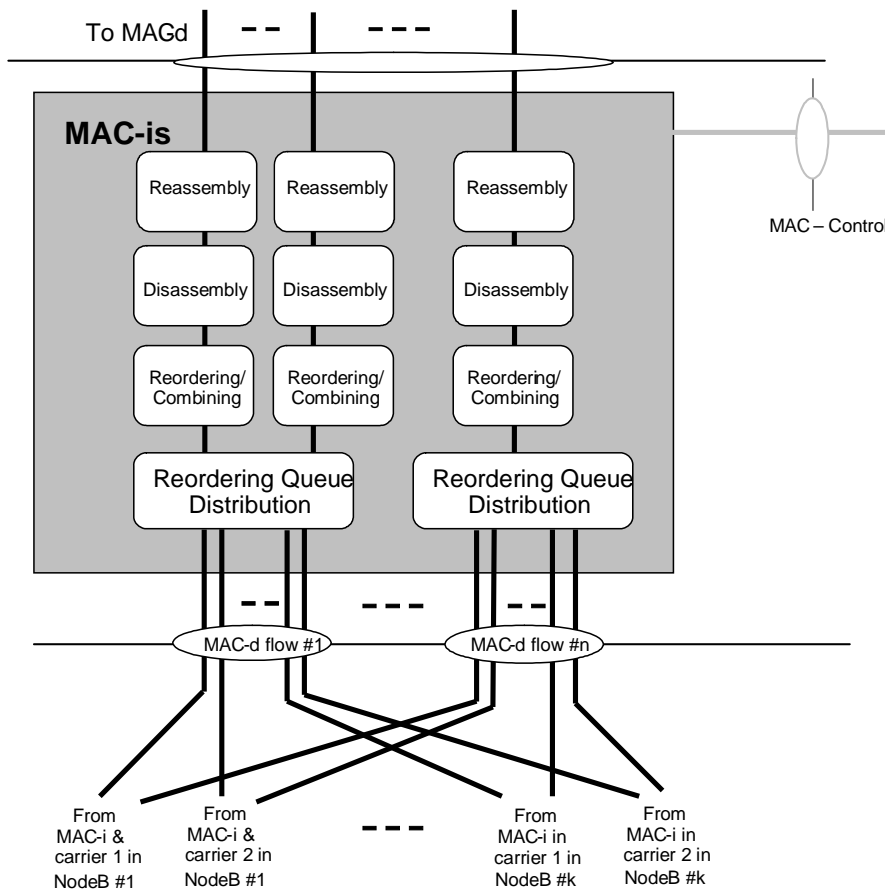 To MAGd
MAC-is
Reassembly
Reassembly
Reassembly
MAC – Control
Disassembly
Disassembly
Disassembly
Reordering/
Combining
Reordering/
Combining
Reordering/
Combining
Reordering Queue
Distribution
Reordering Queue
Distribution
MAC-d flow #1
MAC-d flow #n
From
MAC-i &
carrier 1 in
NodeB #1
From
MAC-i &
carrier 2 in
NodeB #1
From
MAC-i in
carrier 1 in
NodeB #k
From
MAC-i in
carrier 2 in
NodeB #k